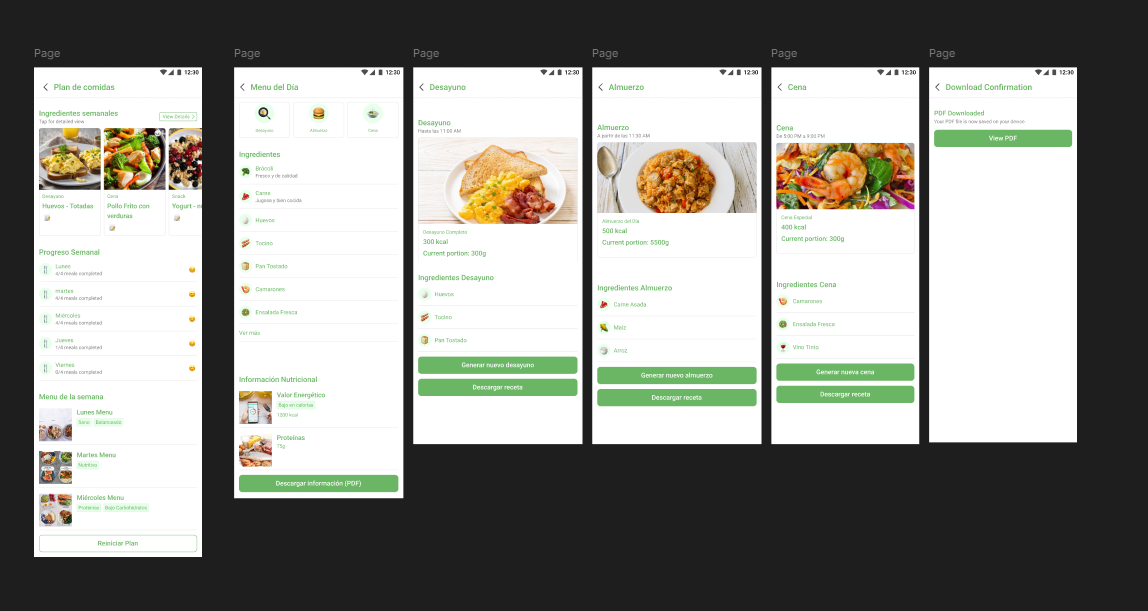 Page
12:30
Plan de comidas
Ingredientes semanales
Tap for detailed view
View Details
Desayuno
Huevos - Totadas
Cena
Pollo Frito con
verduras
Snack
Yogurt -
Progreso Semanal
Lunes
4/4 meals completed
martes
4/4 meals completed
Miércoles
4/4 meals completed
Jueves
1/4 meals completed
Viernes
0/4 meals completed
Menu de la semana
Lunes Menu
Sano Balanceado
Martes Menu
Nutritivo
Miércoles Menu
Proteínas Bajo Carbohidratos
Reiniciar Plan
Page
12:30
Menu del Día
Desayuno Almuerzo Cena
Ingredientes
Brócoli
Fresco y de calidad
Carne
Jugosa y bien cocida
Huevos
Tocino
Pan Tostado
Camarones
Ensalada Fresca
Ver más
Información Nutricional
Valor Energético
Bajo en calorías
1200 kcal
Proteínas
75g
Descargar información (PDF)
Page
12:30
Desayuno
Desayuno
Hasta las 11:00 AM
Desayuno Completo
300 kcal
Current portion: 300g
Ingredientes Desayuno
Huevos
Tocino
Pan Tostado
Generar nuevo desayuno
Descargar receta
Page
12:30
Almuerzo
Almuerzo
A partir de las 11:00 AM
Almuerzo del Día
500 kcal
Current portion: 5500g
Ingredientes Almuerzo
Carne Asada
Maíz
Arroz
Generar nuevo almuerzo
Descargar receta
Page
12:30
Cena
Cena
De 5:00 PM a 9:00 PM
Cena Especial
400 kcal
Current portion: 300g
Ingredientes Cena
Camarones
Ensalada Fresca
Vino Tinto
Generar nueva cena
Descargar receta
Page
12:30
Download Confirmation
PDF Downloaded
Your PDF file is now saved on your device.
View PDF